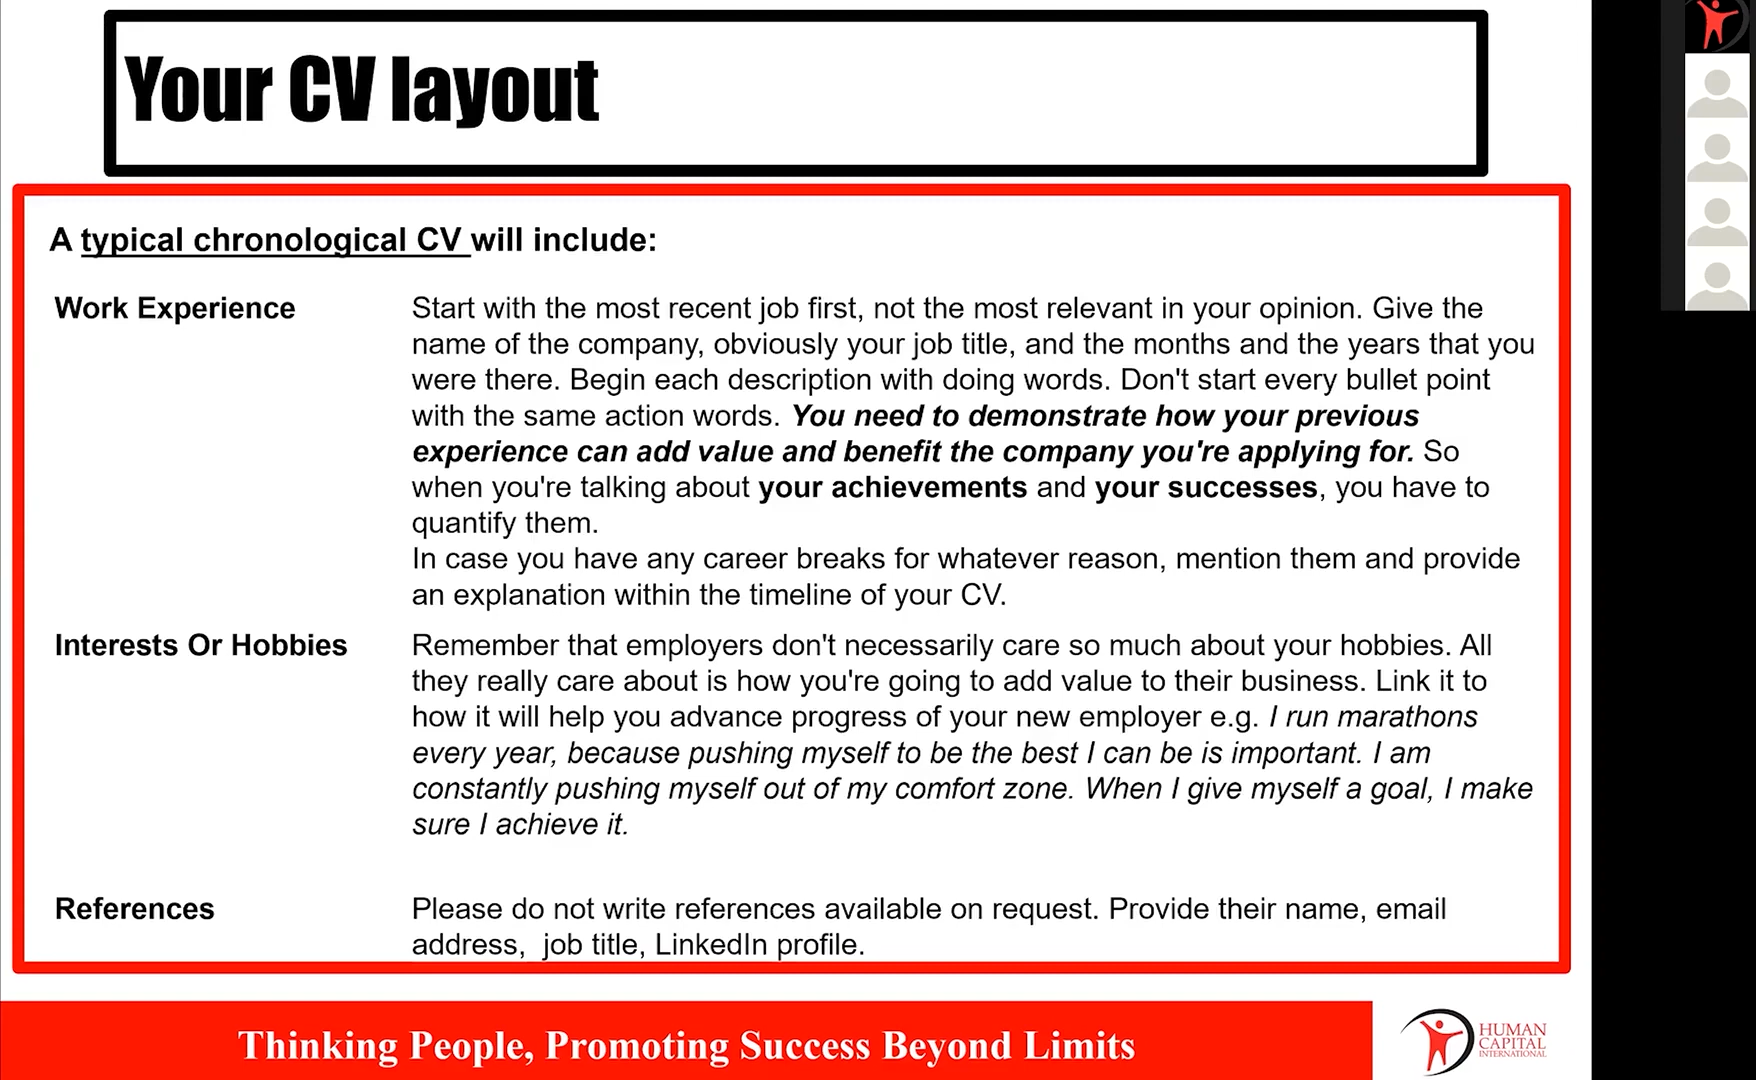 Your CV layout
A typical chronological CV will include:
Work Experience
Start with the most recent job first, not the most relevant in your opinion. Give the
name of the company, obviously your job title, and the months and the years that you
were there. Begin each description with doing words. Don't start every bullet point
with the same action words. You need to demonstrate how your previous
experience can add value and benefit the company you're applying for. So
when you're talking about your achievements and your successes, you have to
quantify them.
In case you have any career breaks for whatever reason, mention them and provide
an explanation within the timeline of your CV.
Interests Or Hobbies
Remember that employers don't necessarily care so much about your hobbies. All
they really care about is how you're going to add value to their business. Link it to
how it will help you advance progress of your new employer e.g. I run marathons
every year, because pushing myself to be the best I can be is important. I am
constantly pushing myself out of my comfort zone. When I give myself a goal, I make
sure I achieve it.
References
Please do not write references available on request. Provide their name, email
address, job title, LinkedIn profile.
Thinking People, Promoting Success Beyond Limits
HUMAN
CAPITAL
INTERNATIONAL